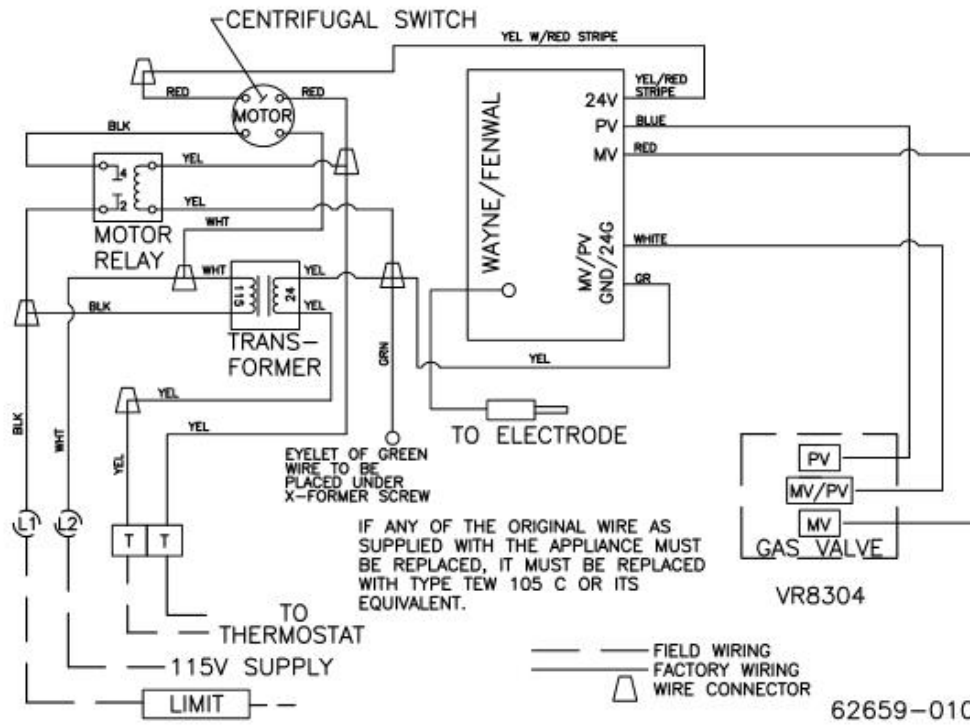 CENTRIFUGAL SWITCH
YEL W/RED STRIPE
RED
RED
MOTOR
BLK
YEL
4
2
YEL
MOTOR
RELAY
WHT
WHT
BLK
115
24
YEL
YEL
TRANS-
FORMER
YEL
YEL
GRN
BLK
WHT
YEL
L1
L2
T
T
EYELET OF GREEN
WIRE TO BE
PLACED UNDER
X-FORMER SCREW
WAYNE/FENWAL
24V
PV
MV
MV/PV
GND/24G
YEL/RED
STRIPE
BLUE
RED
WHITE
GR
YEL
TO ELECTRODE
PV
MV/PV
MV
GAS VALVE
VR8304
IF ANY OF THE ORIGINAL WIRE AS
SUPPLIED WITH THE APPLIANCE MUST
BE REPLACED, IT MUST BE REPLACED
WITH TYPE TEW 105 C OR ITS
EQUIVALENT.
TO
THERMOSTAT
115V SUPPLY
LIMIT
FIELD WIRING
FACTORY WIRING
WIRE CONNECTOR
62659-010